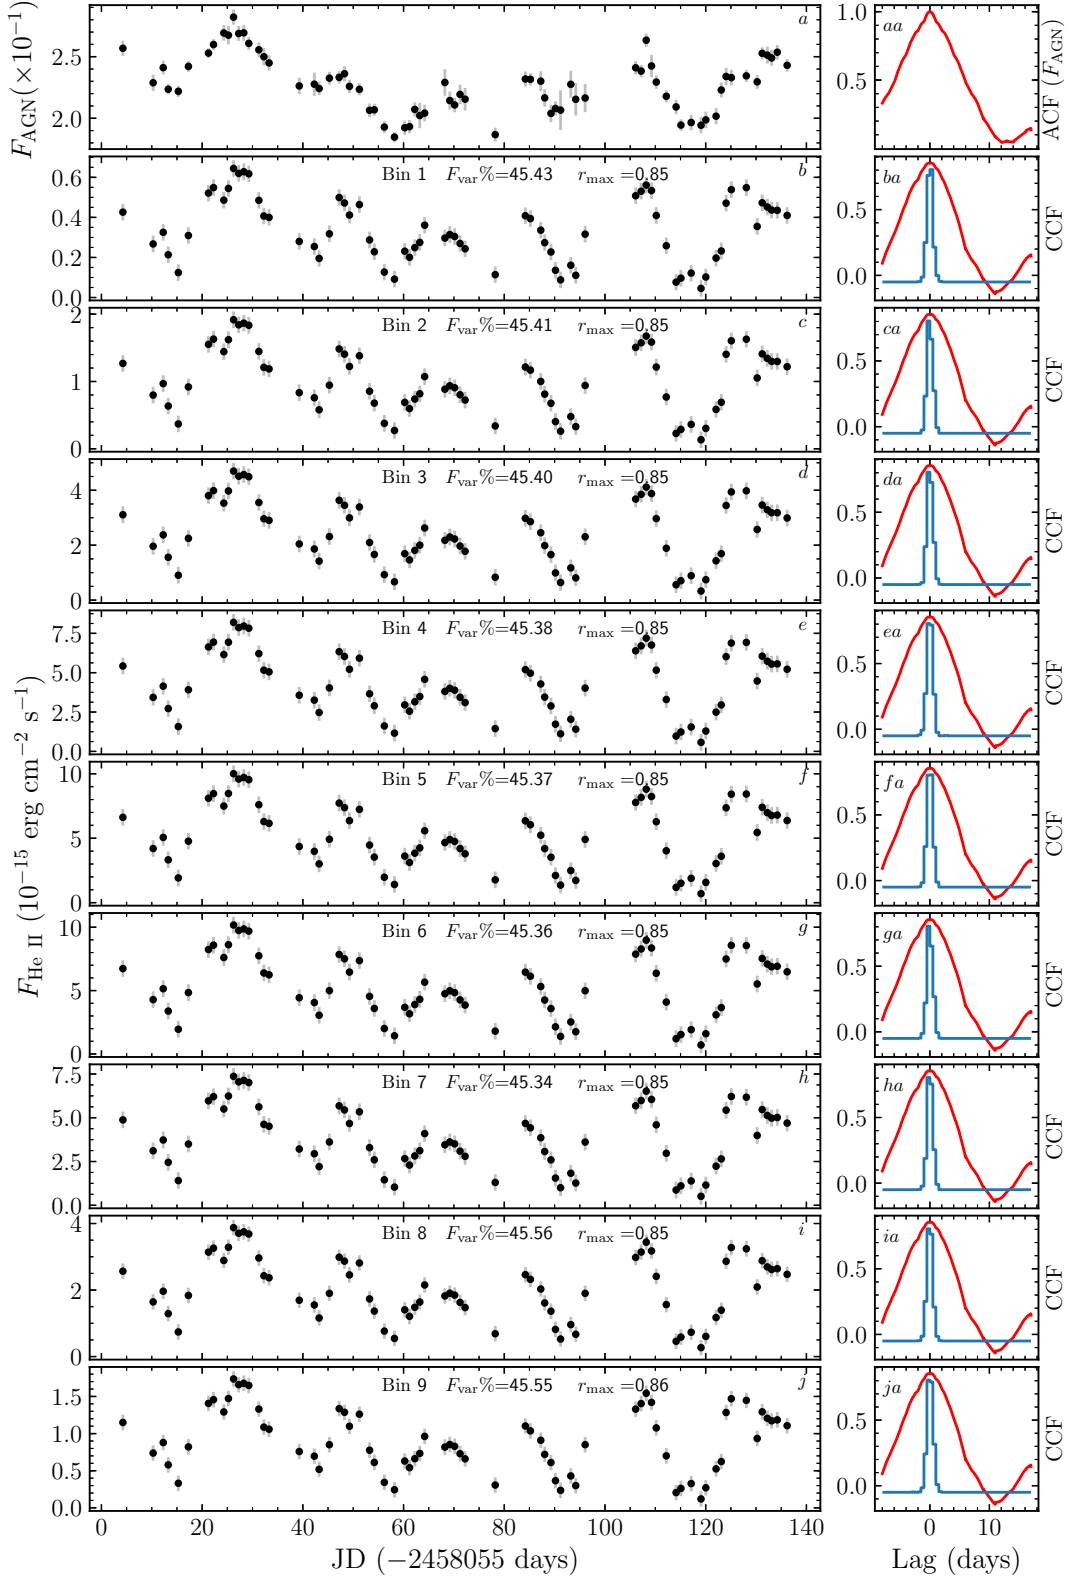 F_AGN(×10^−1)
2.5
2.0
a
aa
1.0
0.5
ACF (F_AGN)
0.6
0.4
0.2
0.0
Bin 1 F_var%=45.43 r_max=0.85
b
ba
0.5
0.0
CCF
2
1
0
Bin 2 F_var%=45.41 r_max=0.85
c
ca
0.5
0.0
CCF
4
2
0
Bin 3 F_var%=45.40 r_max=0.85
d
da
0.5
0.0
CCF
7.5
5.0
2.5
0.0
Bin 4 F_var%=45.38 r_max=0.85
e
ea
0.5
0.0
CCF
F_He II (10^−15 erg cm^−2 s^−1)
10
5
0
Bin 5 F_var%=45.37 r_max=0.85
f
fa
0.5
0.0
CCF
10
5
0
Bin 6 F_var%=45.36 r_max=0.85
g
ga
0.5
0.0
CCF
7.5
5.0
2.5
0.0
Bin 7 F_var%=45.34 r_max=0.85
h
ha
0.5
0.0
CCF
4
2
0
Bin 8 F_var%=45.56 r_max=0.85
i
ia
0.5
0.0
CCF
1.5
1.0
0.5
0.0
Bin 9 F_var%=45.55 r_max=0.86
j
ja
0.5
0.0
CCF
0 20 40 60 80 100 120 140
0 10
JD (−2458055 days)
Lag (days)